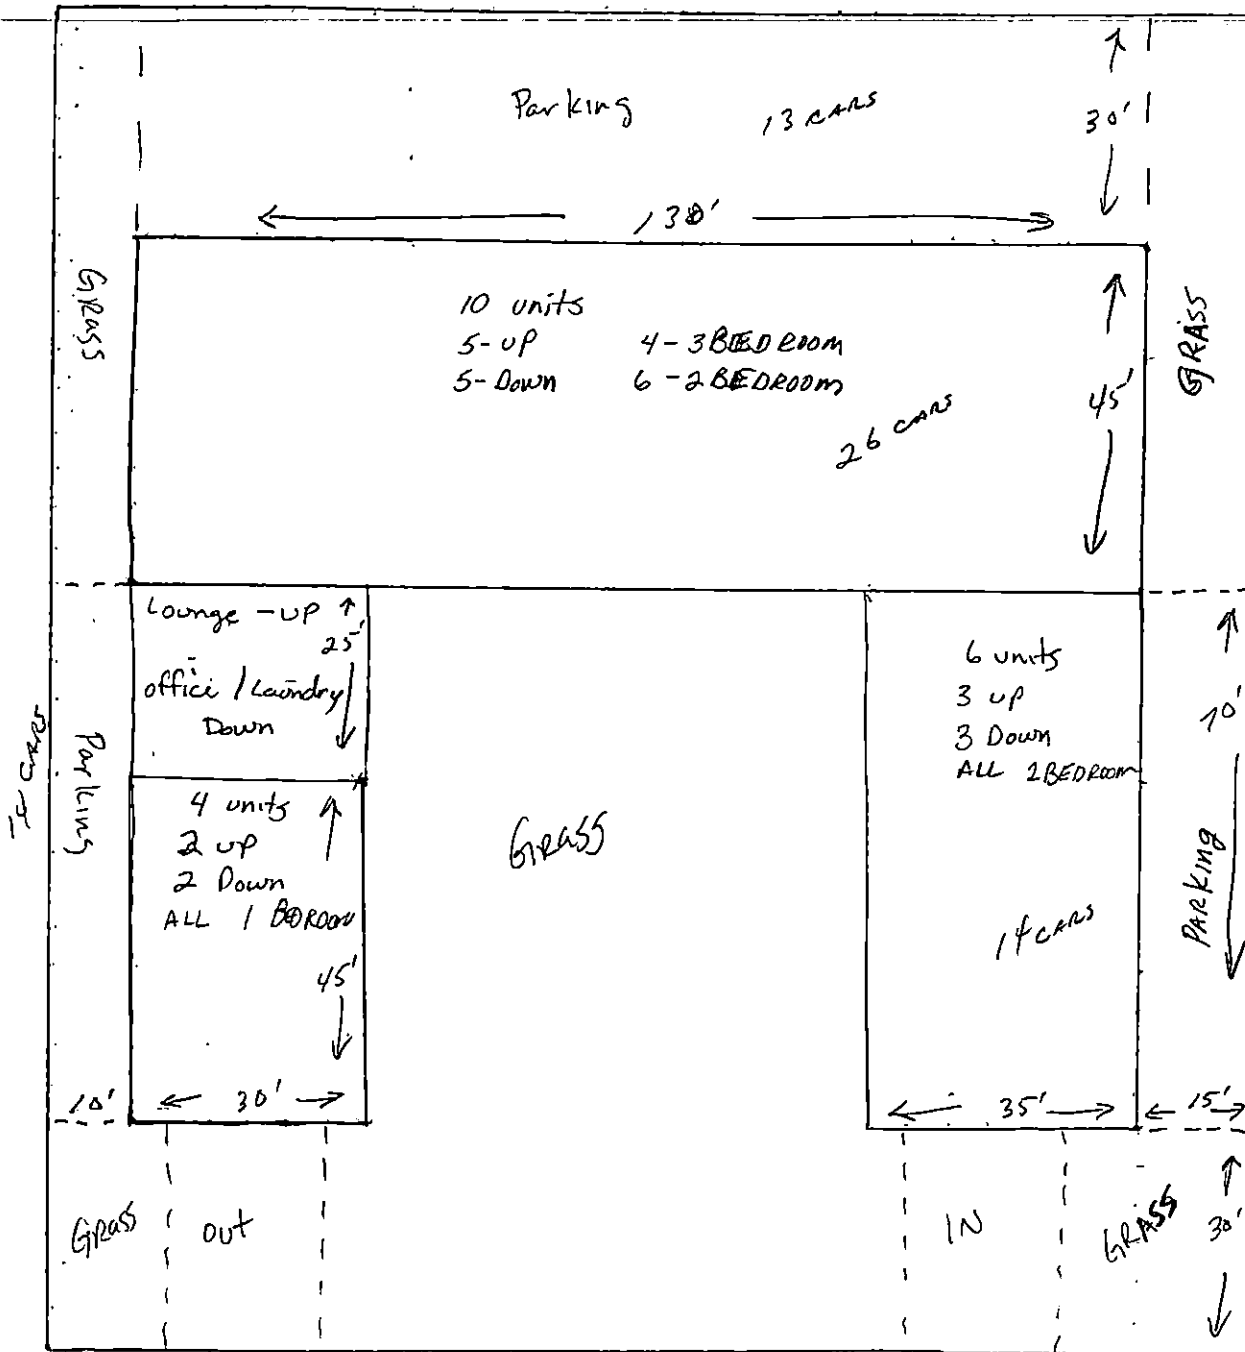 Parking 13 CARS
30'
130'
GRASS
10 units
5-UP 4-3 BEDROOM
5-Down 6-2 BEDROOM
26 CARS
45'
GRASS
Lounge - UP
25'
office / Laundry
Down
6 units
3 up
3 Down
ALL 2 BEDROOM
70'
Parking
4 units
2 up
2 Down
ALL 1 BEDROOM
45'
GRASS
14 CARS
PARKING
10'
30'
35'
15'
Grass
out
IN
GRASS
30'